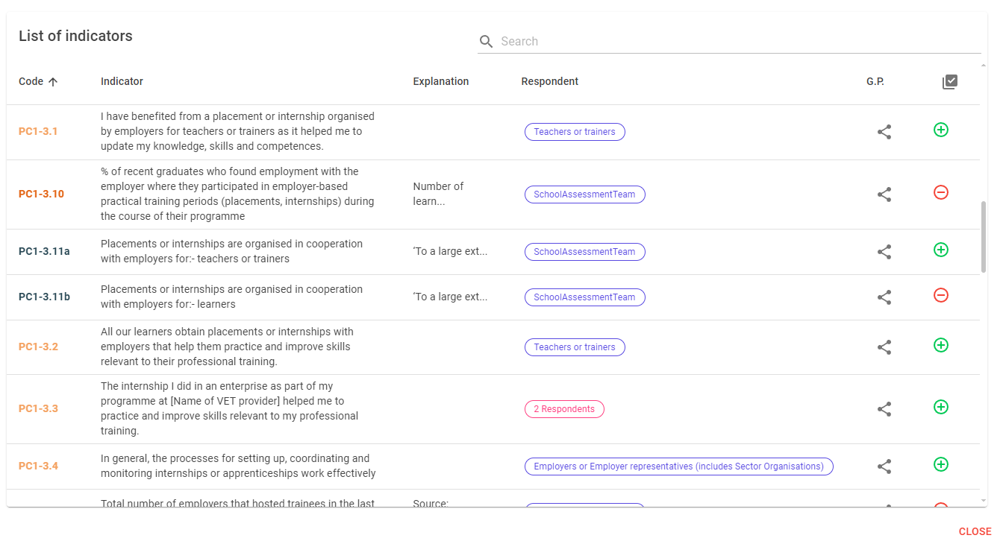 List of indicators
Search
Code Indicator Explanation Respondent G.P.
I have benefited from a placement or internship organised
PC1-3.1 by employers for teachers or trainers as it helped me to Teachers or trainers
update my knowledge, skills and competences.
% of recent graduates who found employment with the
employer where they participated in employer-based Number of
PC1-3.10 practical training periods (placements, internships) during learn... SchoolAssessmentTeam
the course of their programme
Placements or internships are organised in cooperation
PC1-3.11a with employers for:- teachers or trainers ‘To a large ext... SchoolAssessmentTeam
Placements or internships are organised in cooperation
PC1-3.11b with employers for:- learners ‘To a large ext... SchoolAssessmentTeam
All our learners obtain placements or internships with
PC1-3.2 employers that help them practice and improve skills Teachers or trainers
relevant to their professional training.
The internship I did in an enterprise as part of my
programme at [Name of VET provider] helped me to
PC1-3.3 practice and improve skills relevant to my professional 2 Respondents
training.
In general, the processes for setting up, coordinating and
PC1-3.4 monitoring internships or apprenticeships work effectively Employers or Employer representatives (includes Sector Organisations)
Total number of employers that hosted trainees in the last Source:
CLOSE